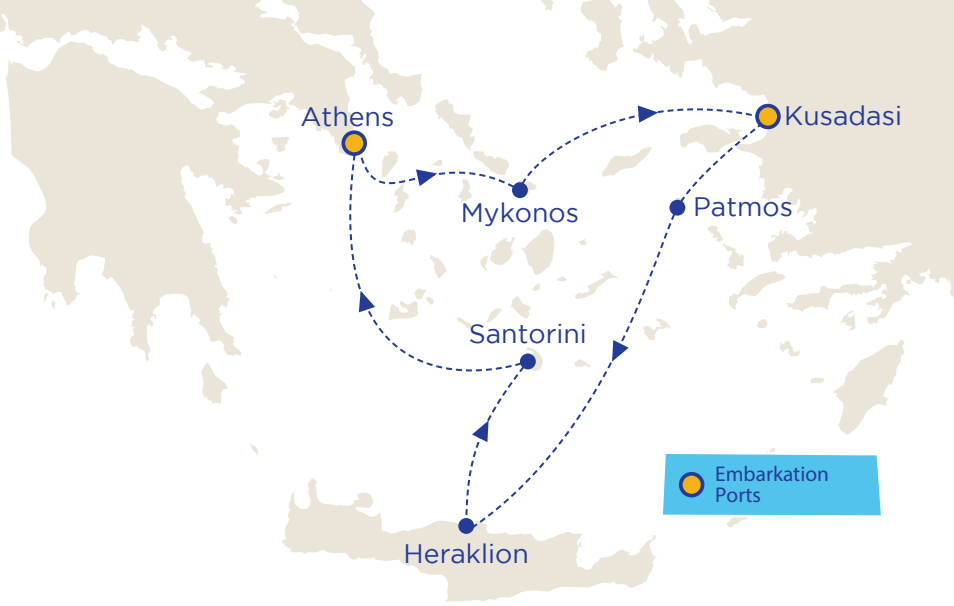 Athens
Kusadasi
Mykonos
Patmos
Santorini
Embarkation
Ports
Heraklion